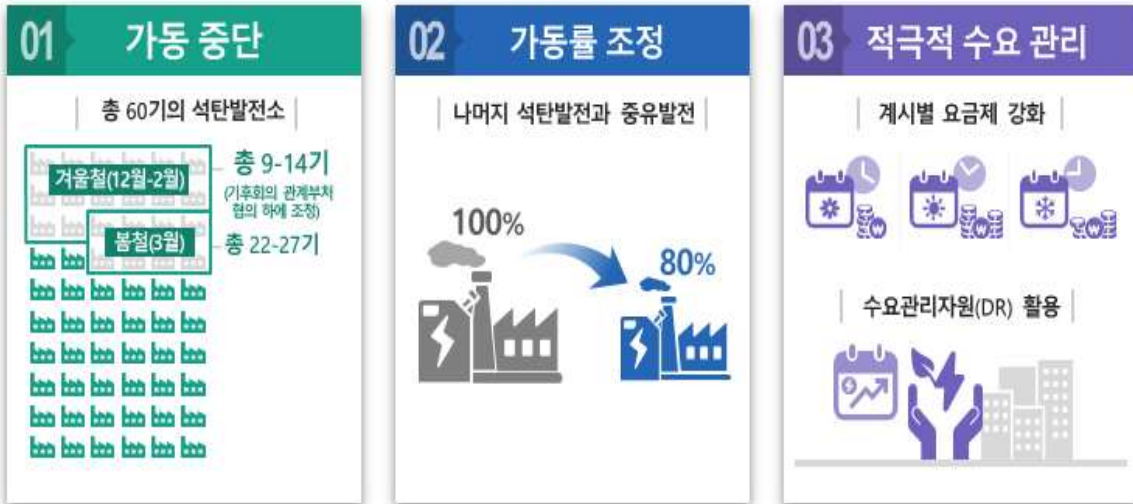 01 가동 중단
총 60기의 석탄발전소
겨울철(12월-2월)
총 9-14기
(기후회의 관계부처
협의 하에 조정)
봄철(3월)
총 22-27기
02 가동률 조정
나머지 석탄발전과 중유발전
100%
80%
03 적극적 수요 관리
계시별 요금제 강화
수요관리자원(DR) 활용